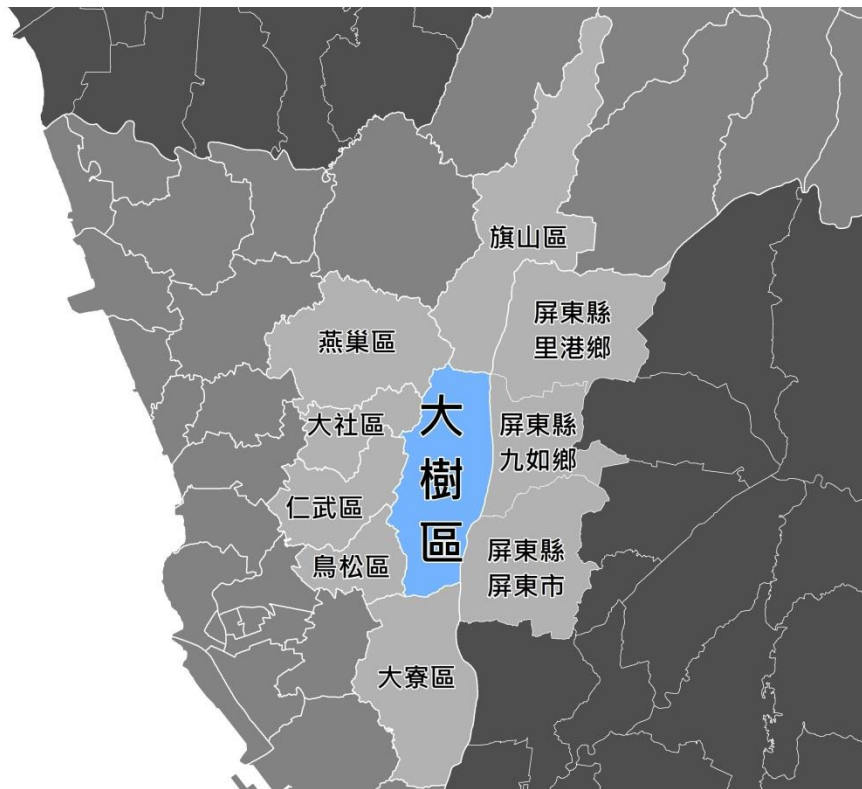 旗山區
屏東縣
里港鄉
燕巢區
大樹區
大社區
屏東縣
九如鄉
仁武區
鳥松區
屏東縣
屏東市
大寮區